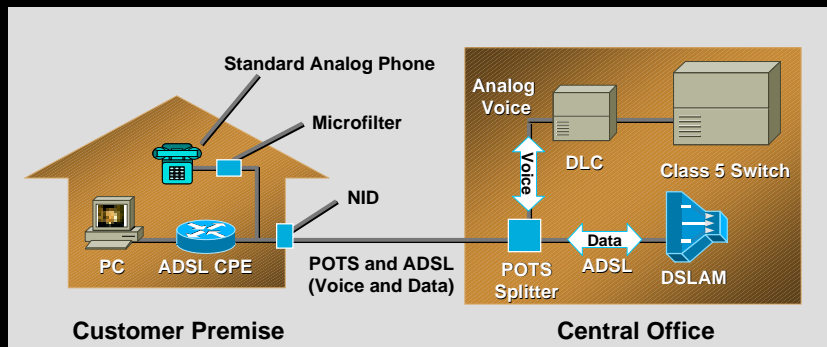 Standard Analog Phone
Microfilter
NID
PC
ADSL CPE
POTS and ADSL
(Voice and Data)
Customer Premise
Analog
Voice
Voice
DLC
Class 5 Switch
POTS
Splitter
Data
ADSL
DSLAM
Central Office